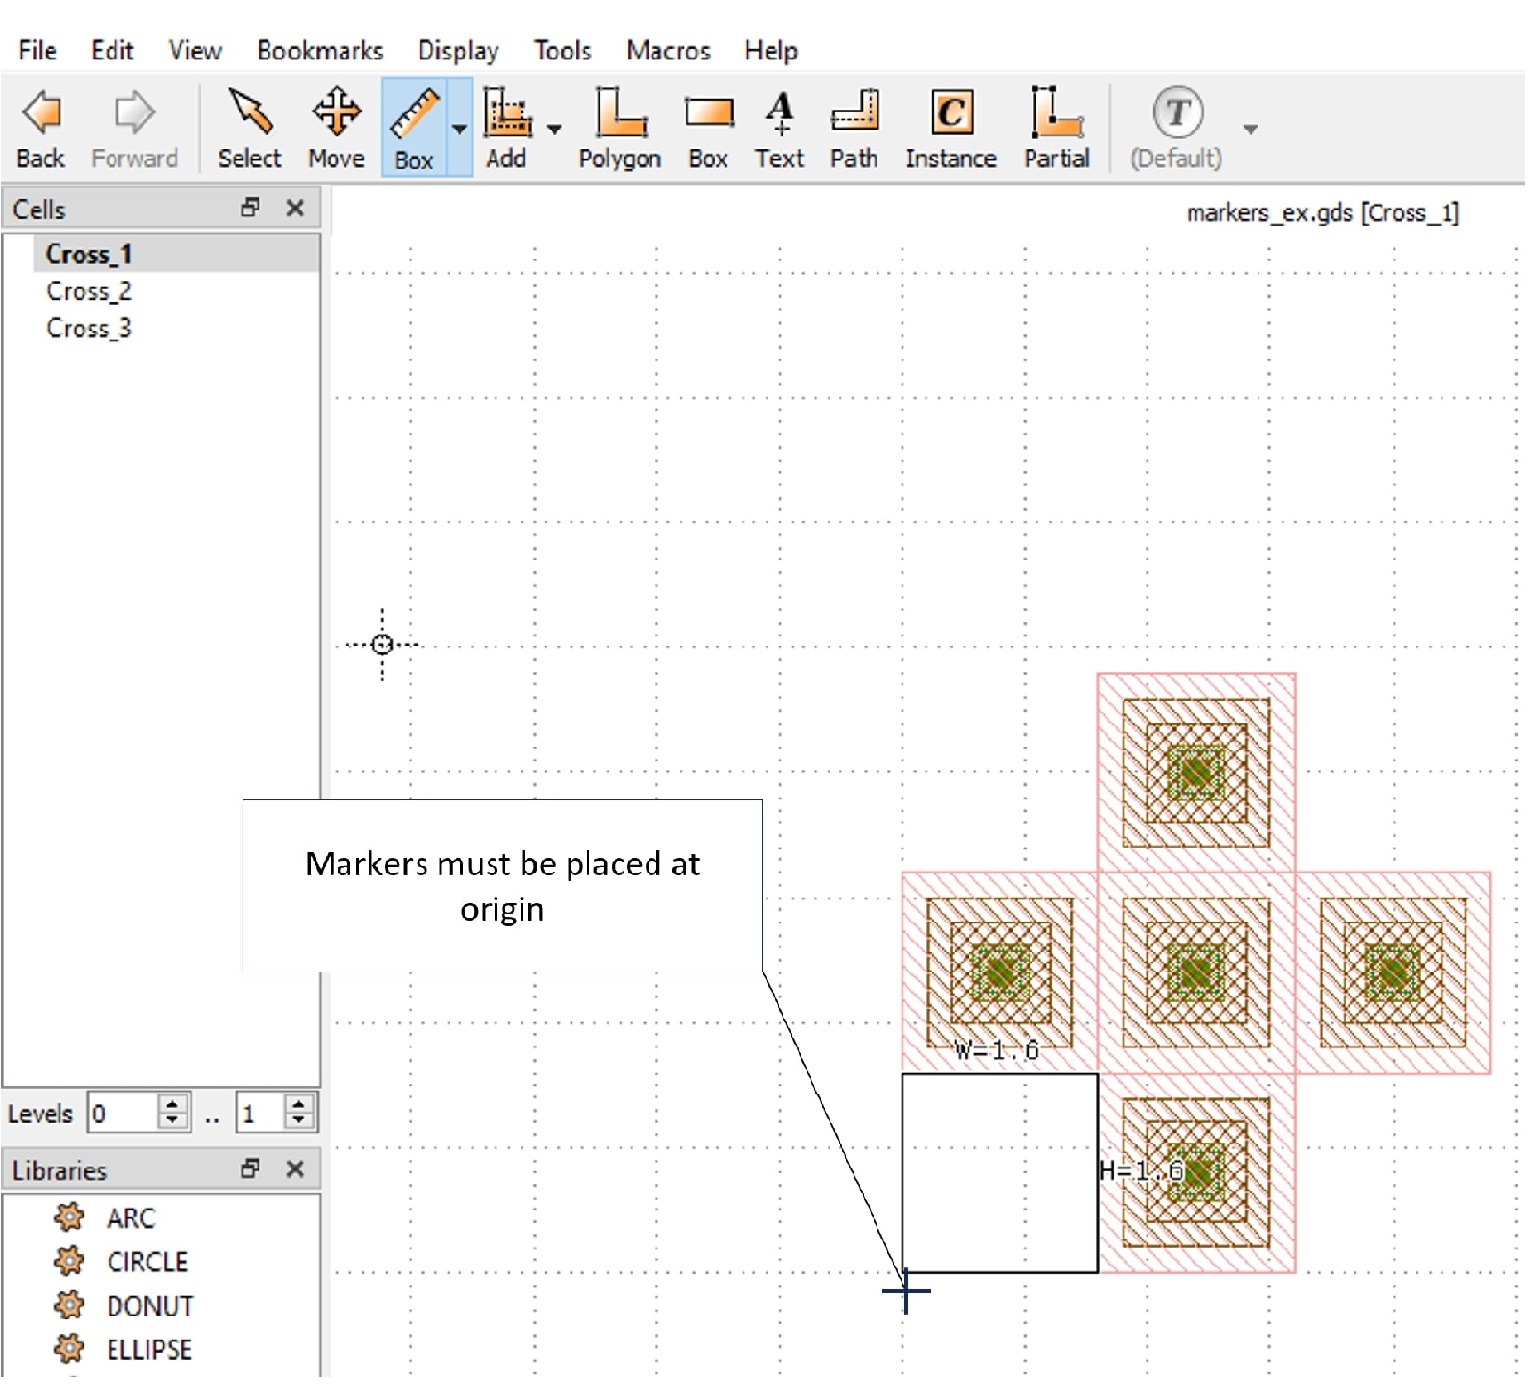 File Edit View Bookmarks Display Tools Macros Help
Back Forward Select Move Box Add Polygon Box Text Path Instance Partial (Default)
Cells
markers_ex.gds [Cross_1]
Cross_1
Cross_2
Cross_3
Markers must be placed at
origin
W=1.6
H=1.6
Levels 0 .. 1
Libraries
ARC
CIRCLE
DONUT
ELLIPSE